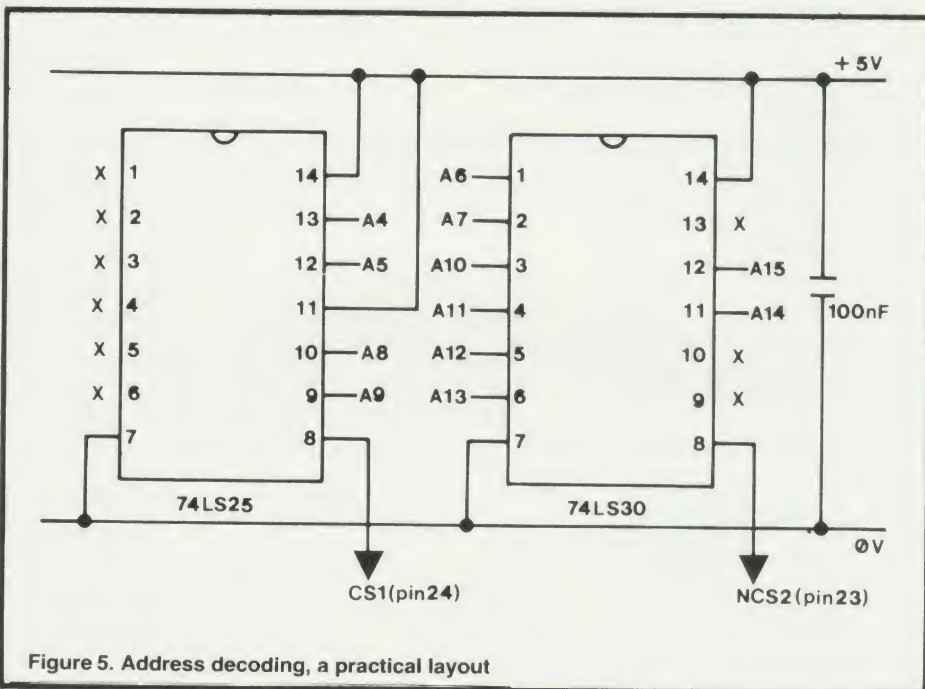 +5V
X 1 14
X 2 13 A4
X 3 12 A5
X 4 11
X 5 10 A8
X 6 9 A9
7 8
74LS25
CS1(pin24)
A6 1 14
A7 2 13 X
A10 3 12 A15
A11 4 11 A14
A12 5 10 X
A13 6 9 X
7 8
74LS30
NCS2(pin23)
100nF
0V
Figure 5. Address decoding, a practical layout